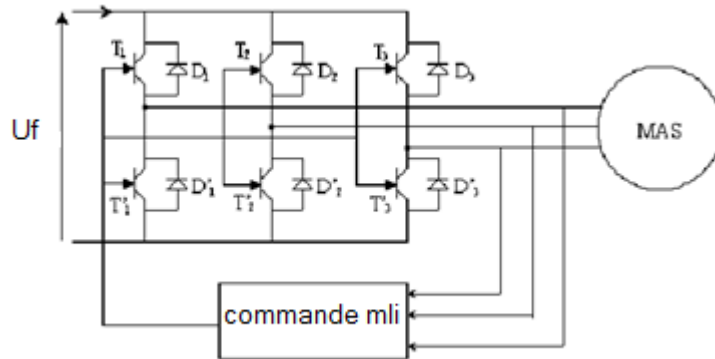 T₁
D₁
T₂
D₂
T₃
D₃
Uf
MAS
T'₁
D'₁
T'₂
D'₂
T'₃
D'₃
commande mli